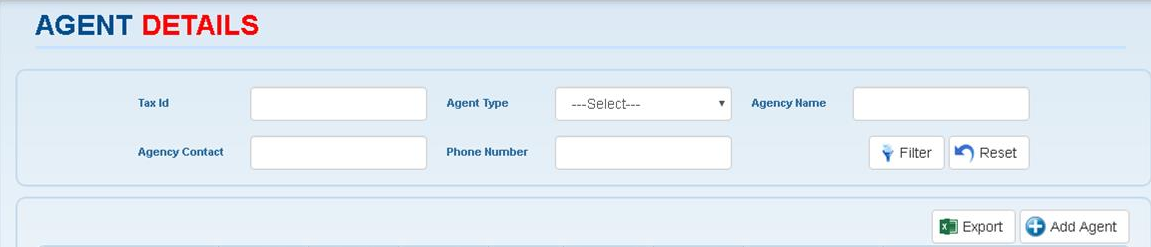 AGENT DETAILS
Tax Id Agent Type ---Select--- Agency Name
Agency Contact Phone Number Filter Reset
Export Add Agent